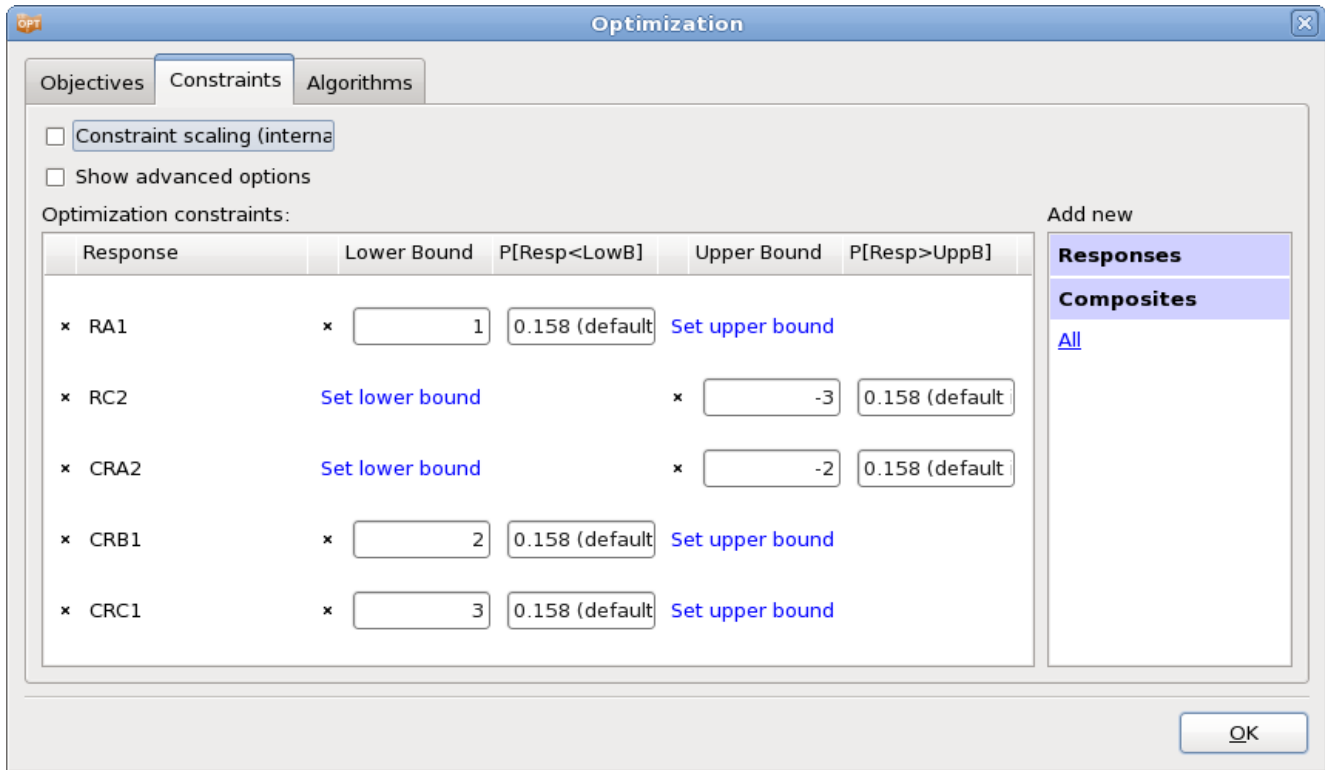 OPT Optimization
Objectives Constraints Algorithms
Constraint scaling (interna
Show advanced options
Optimization constraints: Add new
Response Lower Bound P[Resp<LowB] Upper Bound P[Resp>UppB] Responses
Composites
RA1 1 0.158 (default Set upper bound All
RC2 Set lower bound -3 0.158 (default i
CRA2 Set lower bound -2 0.158 (default i
CRB1 2 0.158 (default Set upper bound
CRC1 3 0.158 (default Set upper bound
OK